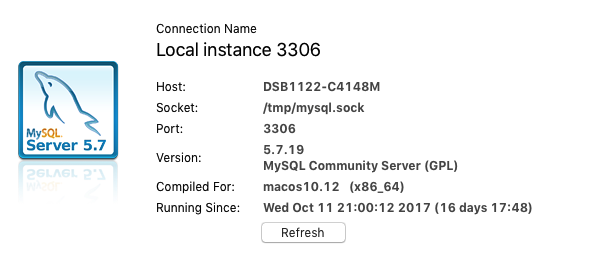 Connection Name
Local instance 3306
MySQL
Server 5.7
Host: DSB1122-C4148M
Socket: /tmp/mysql.sock
Port: 3306
Version: 5.7.19
MySQL Community Server (GPL)
Compiled For: macos10.12 (x86_64)
Running Since: Wed Oct 11 21:00:12 2017 (16 days 17:48)
Refresh